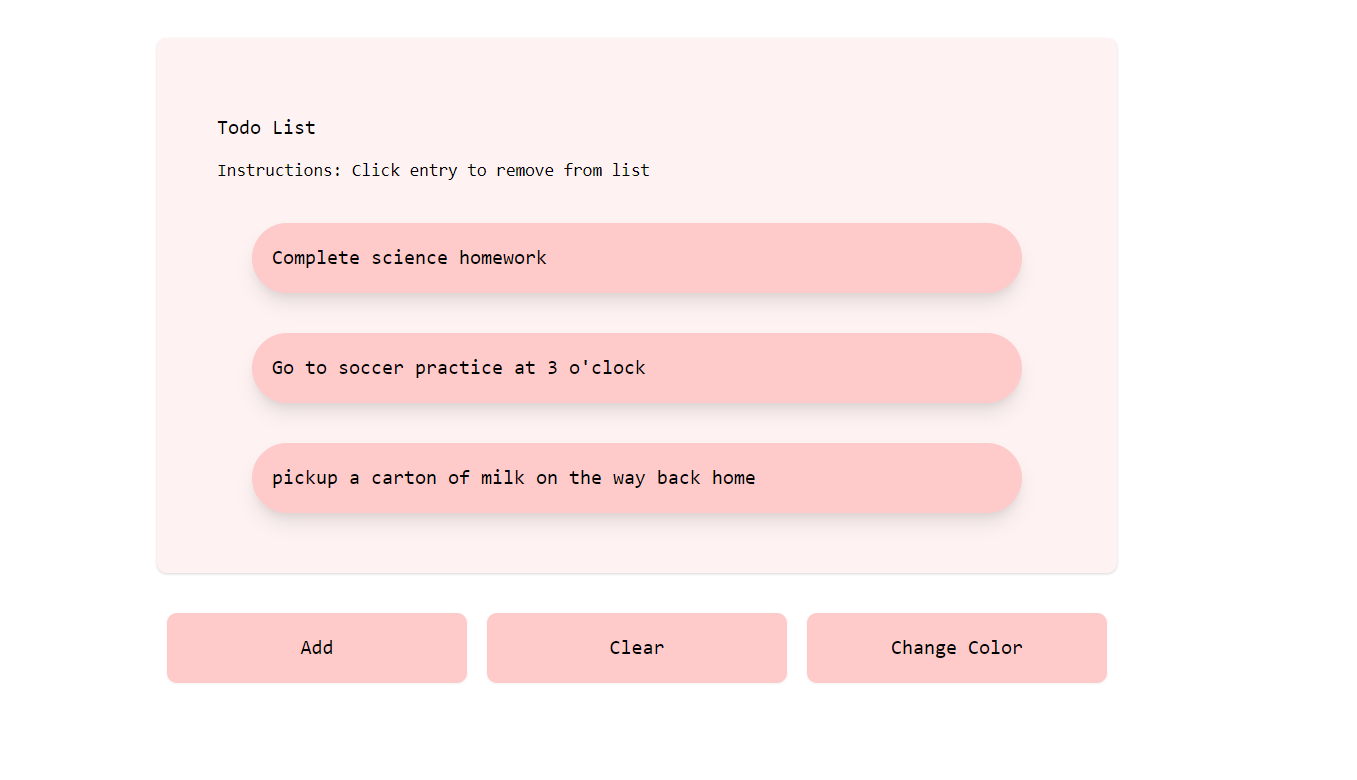 Todo List
Instructions: Click entry to remove from list
Complete science homework
Go to soccer practice at 3 o'clock
pickup a carton of milk on the way back home
Add
Clear
Change Color